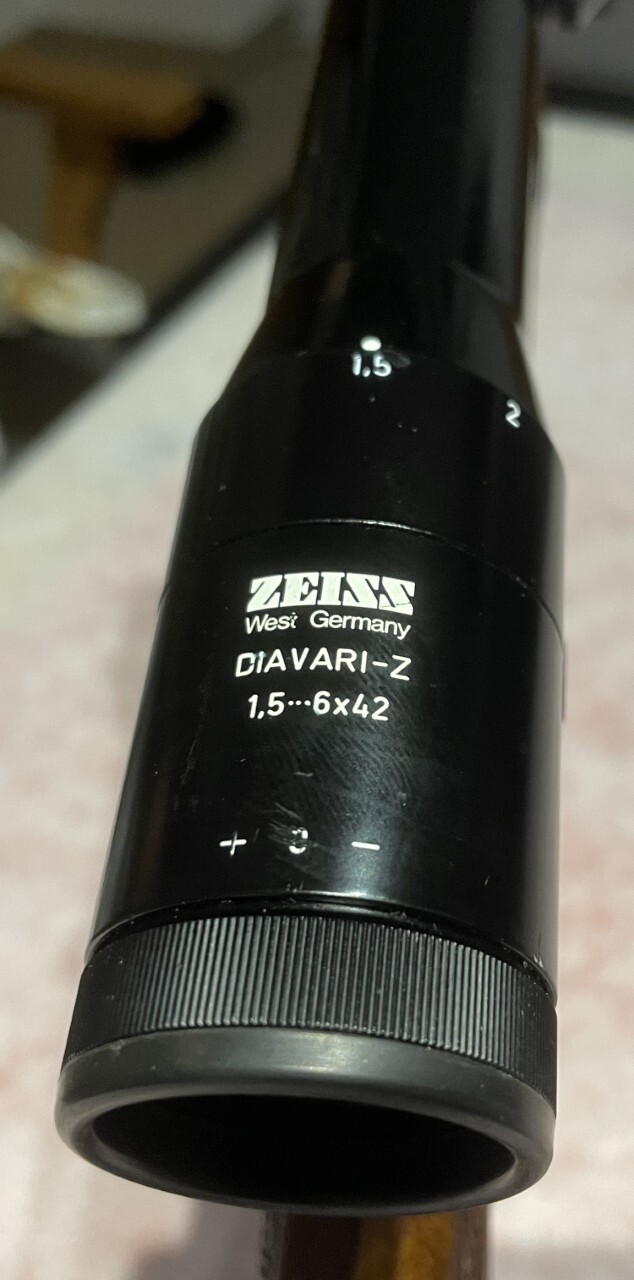 1,5
2
ZEISS
West Germany
DIAVARI-Z
1,5···6x42
+ 0 −